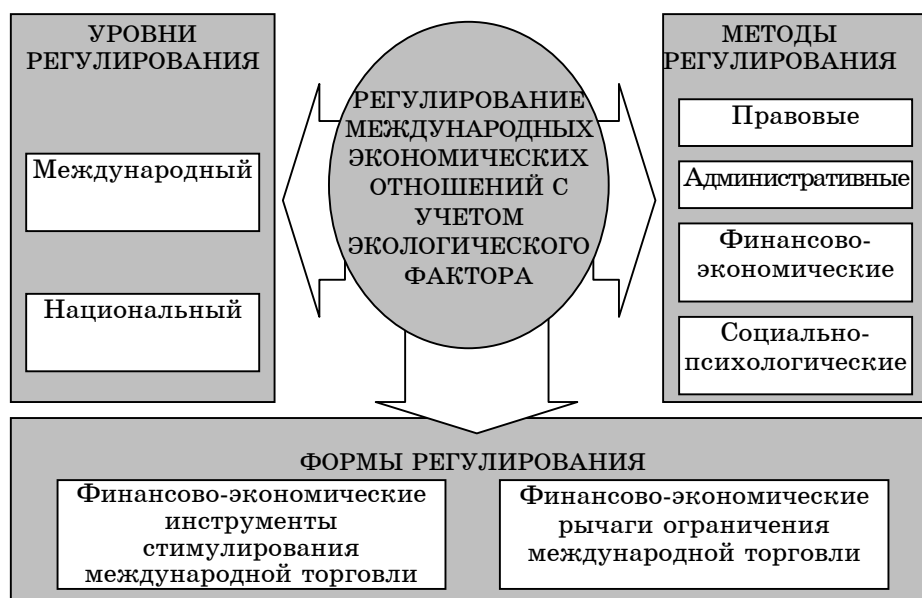 УРОВНИ
РЕГУЛИРОВАНИЯ
Международный
Национальный
РЕГУЛИРОВАНИЕ
МЕЖДУНАРОДНЫХ
ЭКОНОМИЧЕСКИХ
ОТНОШЕНИЙ С
УЧЕТОМ
ЭКОЛОГИЧЕСКОГО
ФАКТОРА
МЕТОДЫ
РЕГУЛИРОВАНИЯ
Правовые
Административные
Финансово-
экономические
Социально-
психологические
ФОРМЫ РЕГУЛИРОВАНИЯ
Финансово-экономические
инструменты
стимулирования
международной торговли
Финансово-экономические
рычаги ограничения
международной торговли